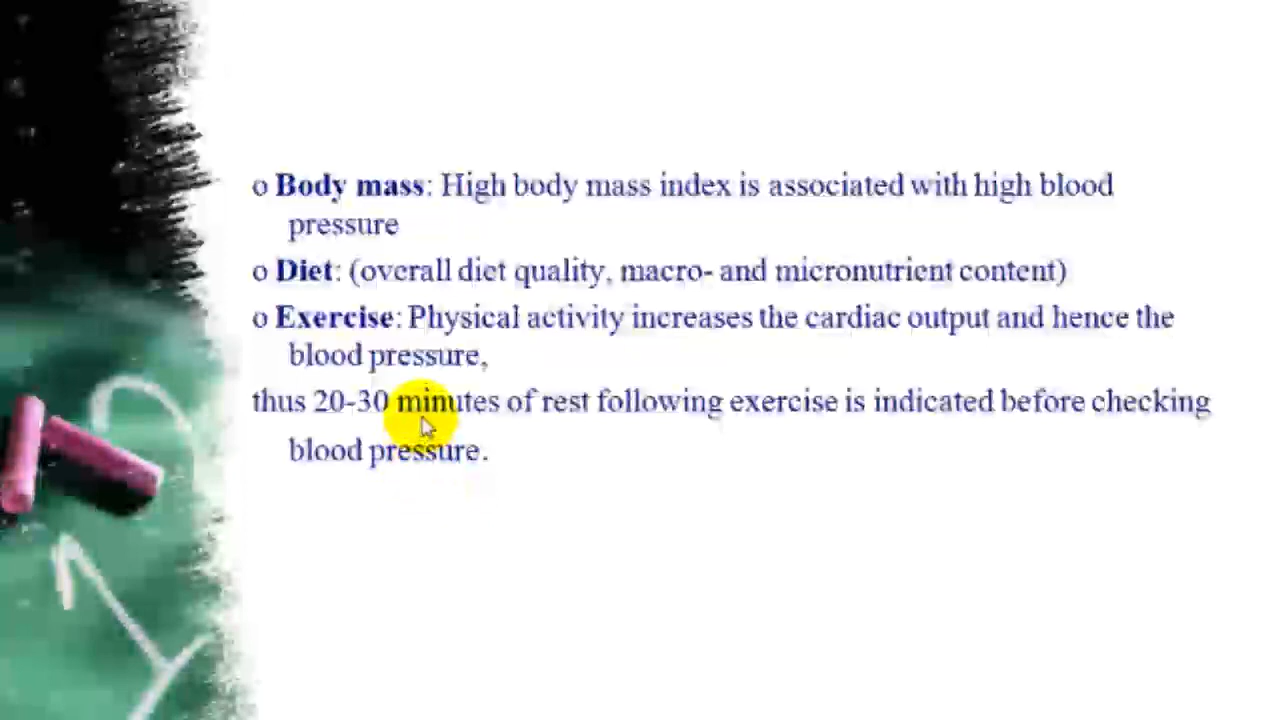 o Body mass: High body mass index is associated with high blood
pressure
o Diet: (overall diet quality, macro- and micronutrient content)
o Exercise: Physical activity increases the cardiac output and hence the
blood pressure,
thus 20-30 minutes of rest following exercise is indicated before checking
blood pressure.